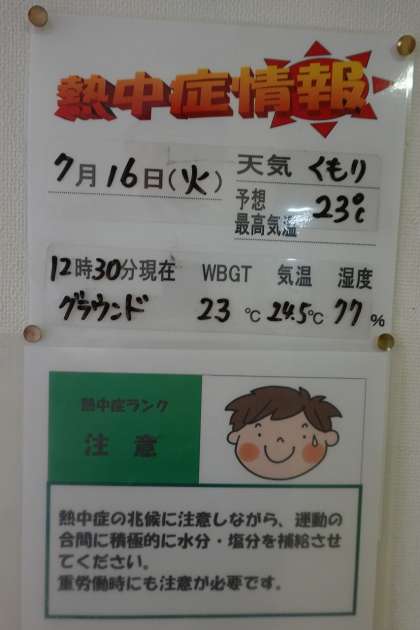 熱中症情報
7月16日(火)
天気 くもり
予想最高気温 23℃
12時30分現在 WBGT 気温 湿度
グラウンド 23℃ 24.5℃ 77%
熱中症ランク
注意
熱中症の兆候に注意しながら、運動の
合間に積極的に水分・塩分を補給させ
てください。
重労働時にも注意が必要です。